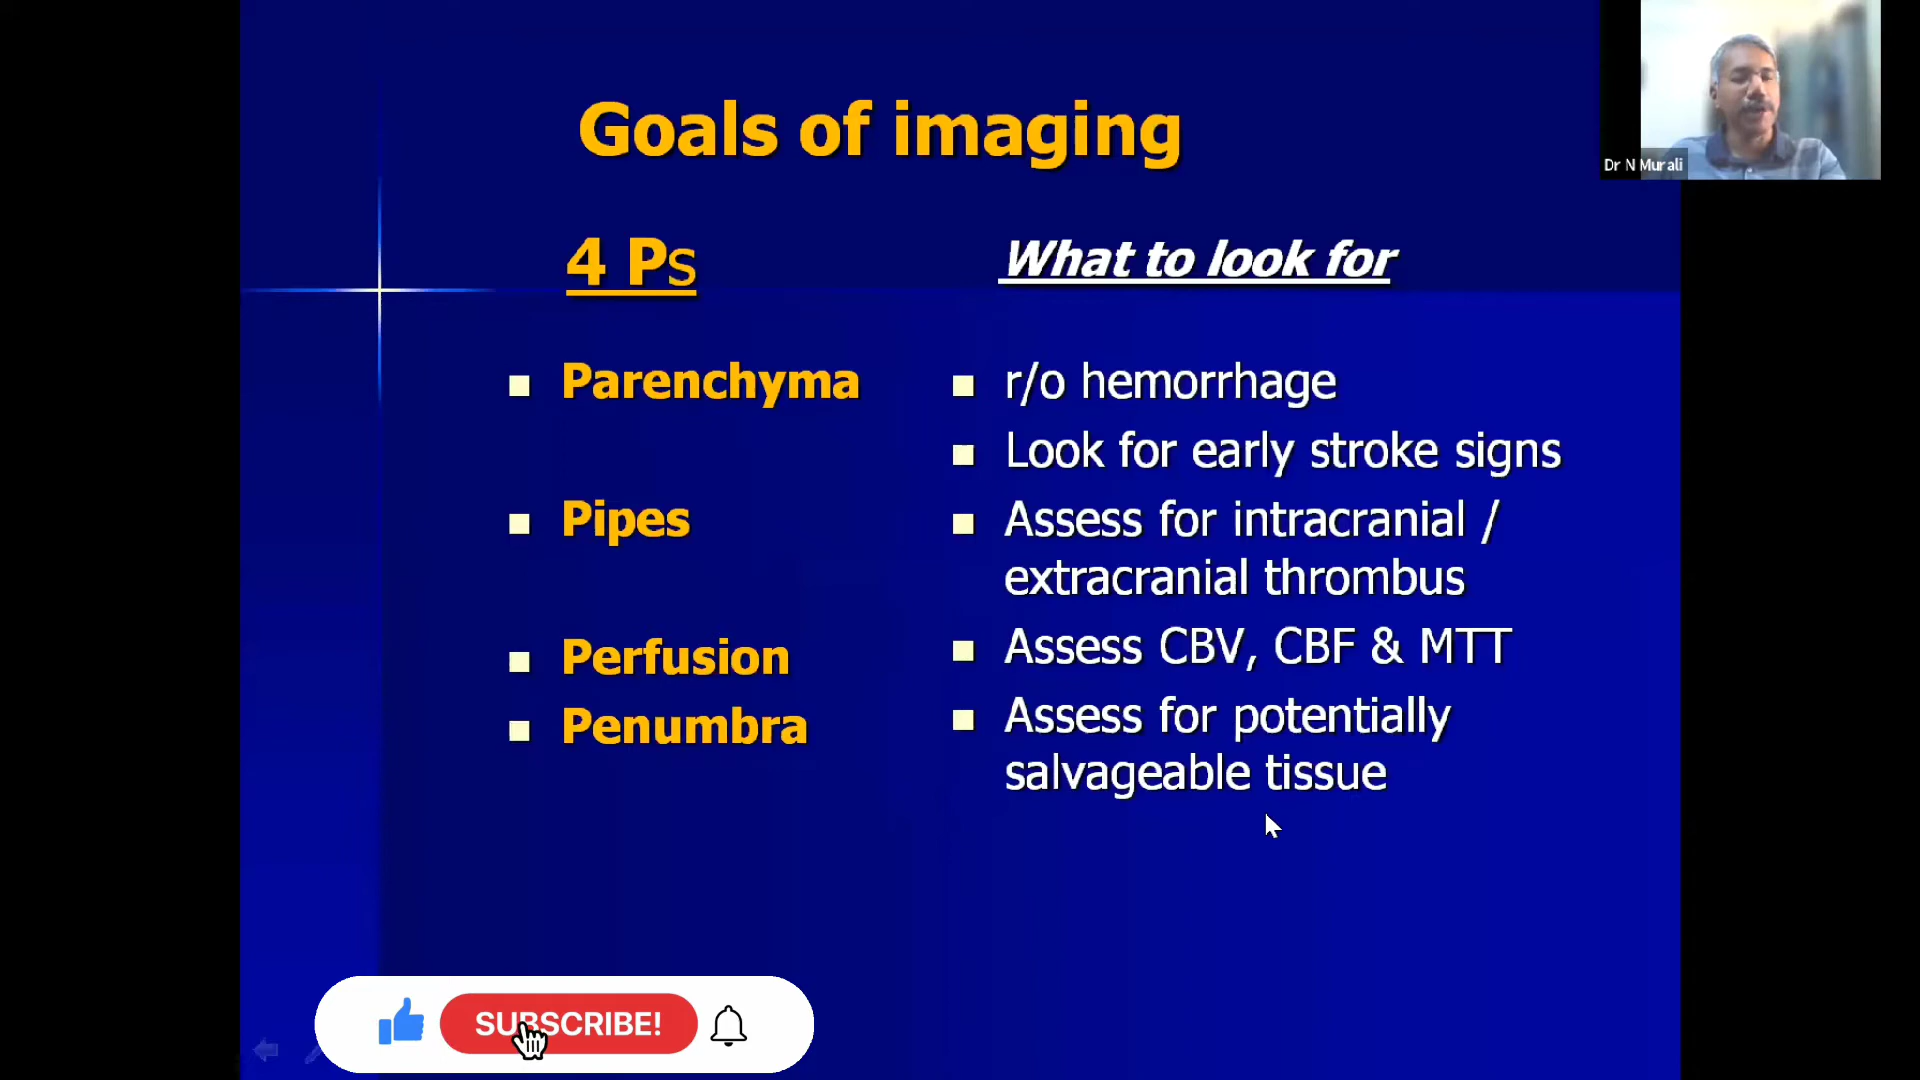 Goals of imaging
Dr N Murali
4 Ps
What to look for
Parenchyma
Pipes
Perfusion
Penumbra
r/o hemorrhage
Look for early stroke signs
Assess for intracranial /
extracranial thrombus
Assess CBV, CBF & MTT
Assess for potentially
salvageable tissue
SUBSCRIBE!